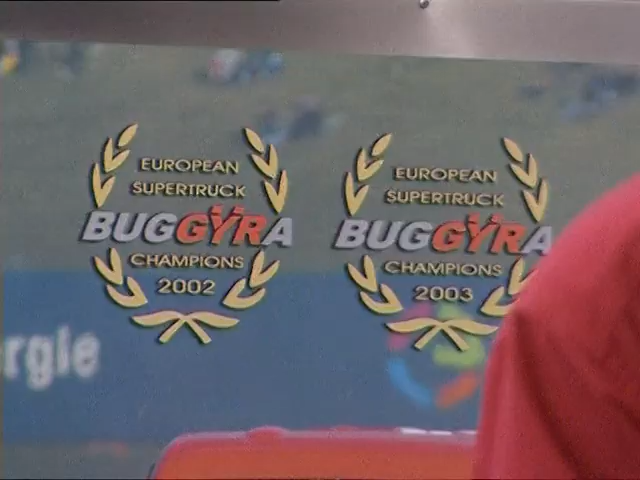 EUROPEAN
SUPERTRUCK
BUGGYRA
CHAMPIONS
2002
EUROPEAN
SUPERTRUCK
BUGGYRA
CHAMPIONS
2003
rgie